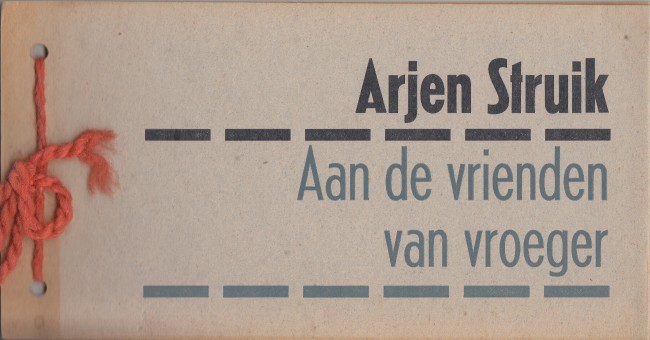 Arjen Struik
Aan de vrienden
van vroeger